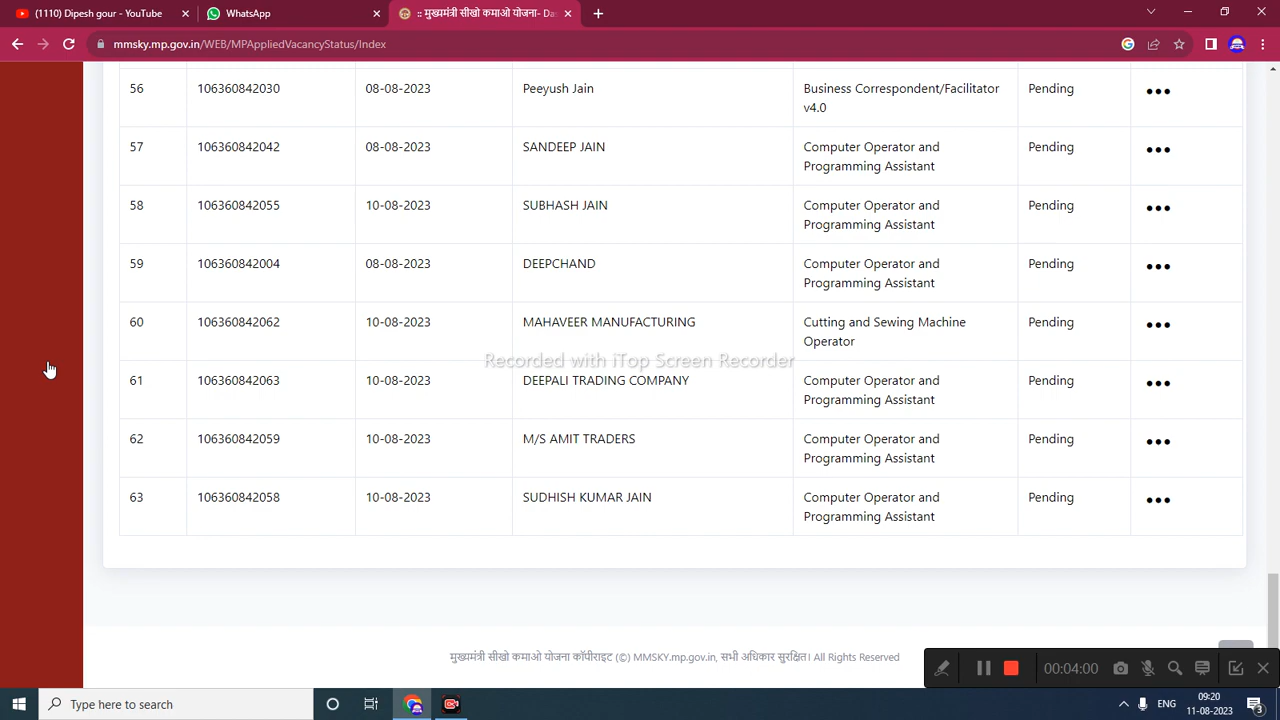 (1110) Dipesh gour - YouTube
WhatsApp
:: मुख्यमंत्री सीखो कमाओ योजना- Da
mmsky.mp.gov.in/WEB/MPAppliedVacancyStatus/Index
56 106360842030 08-08-2023 Peeyush Jain Business Correspondent/Facilitator Pending
v4.0
57 106360842042 08-08-2023 SANDEEP JAIN Computer Operator and Pending
Programming Assistant
58 106360842055 10-08-2023 SUBHASH JAIN Computer Operator and Pending
Programming Assistant
59 106360842004 08-08-2023 DEEPCHAND Computer Operator and Pending
Programming Assistant
60 106360842062 10-08-2023 MAHAVEER MANUFACTURING Cutting and Sewing Machine Pending
Operator
Recorded with iTop Screen Recorder
61 106360842063 10-08-2023 DEEPALI TRADING COMPANY Computer Operator and Pending
Programming Assistant
62 106360842059 10-08-2023 M/S AMIT TRADERS Computer Operator and Pending
Programming Assistant
63 106360842058 10-08-2023 SUDHISH KUMAR JAIN Computer Operator and Pending
Programming Assistant
मुख्यमंत्री सीखो कमाओ योजना कॉपीराइट (©) MMSKY.mp.gov.in, सभी अधिकार सुरक्षित। All Rights Reserved
00:04:00
Type here to search
ENG
09:20
11-08-2023
3